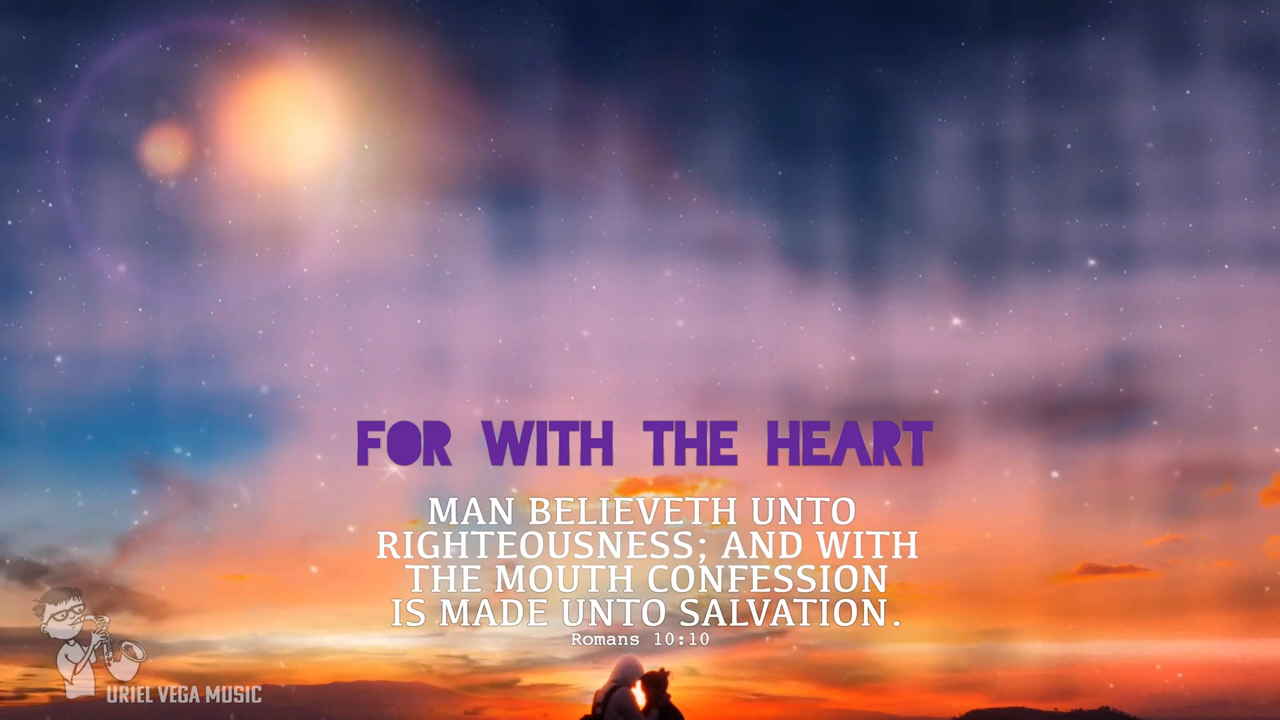 FOR WITH THE HEART
MAN BELIEVETH UNTO
RIGHTEOUSNESS; AND WITH
THE MOUTH CONFESSION
IS MADE UNTO SALVATION.
Romans 10:10
URIEL VEGA MUSIC